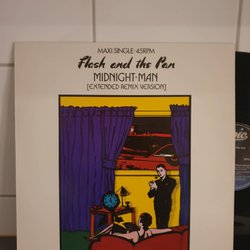 MAXI SINGLE·45RPM
Flash and the Pan
MIDNIGHT·MAN
[EXTENDED REMIX VERSION]